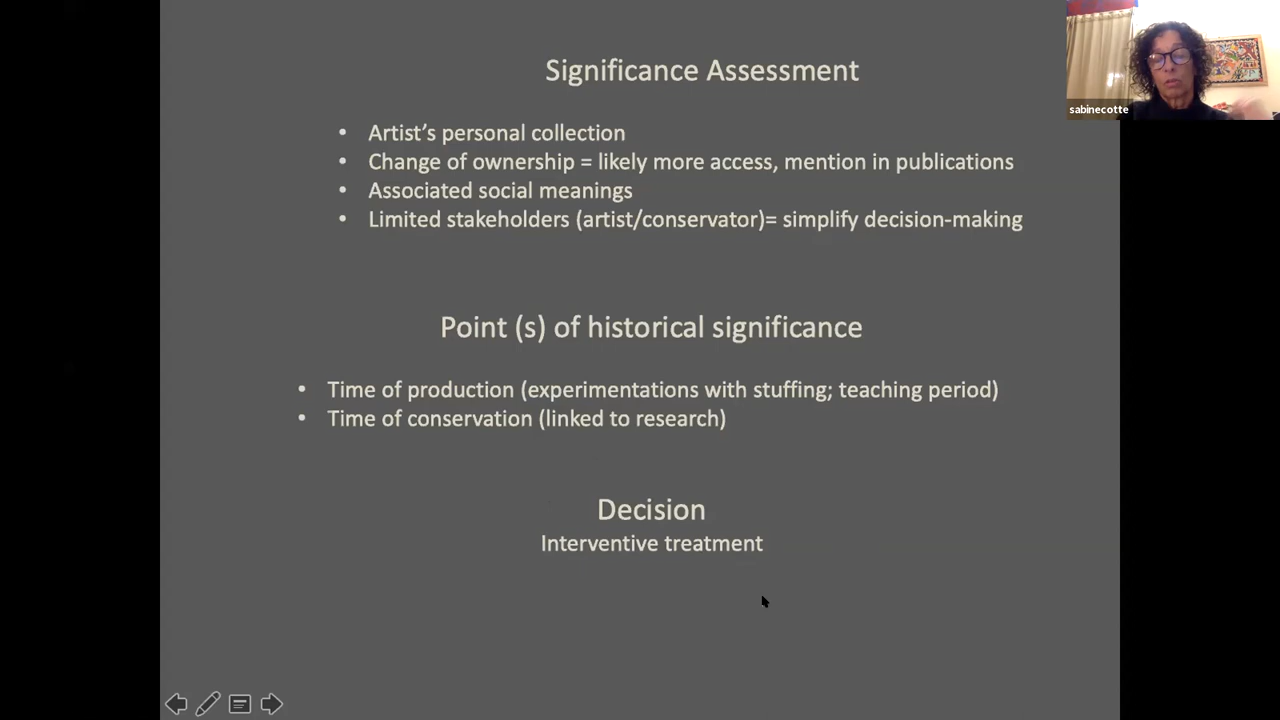 Significance Assessment
• Artist's personal collection
• Change of ownership = likely more access, mention in publications
• Associated social meanings
• Limited stakeholders (artist/conservator)= simplify decision-making
Point (s) of historical significance
• Time of production (experimentations with stuffing; teaching period)
• Time of conservation (linked to research)
Decision
Interventive treatment
sabinecotte